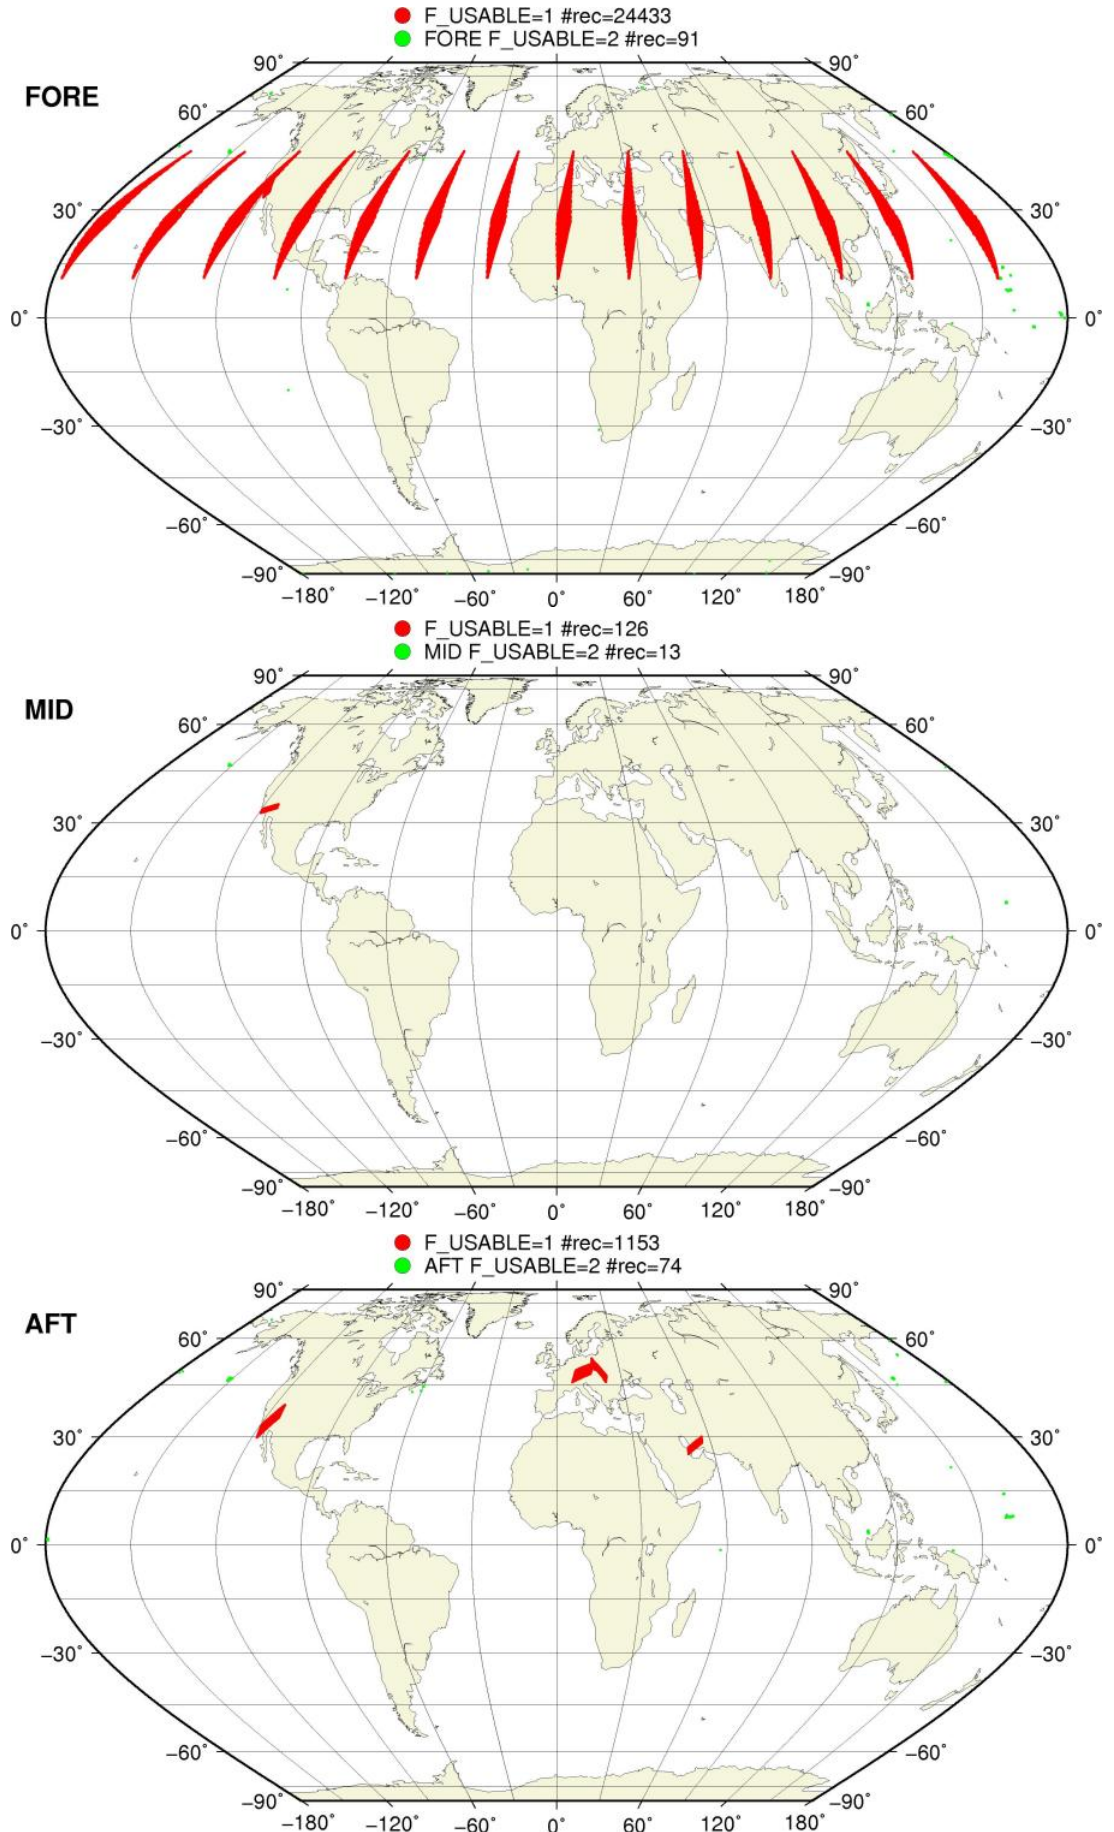 F_USABLE=1 #rec=24433
FORE F_USABLE=2 #rec=91
FORE
90° 90°
60° 60°
30° 30°
0° 0°
−30° −30°
−60° −60°
−90° −90°
−180° −120° −60° 0° 60° 120° 180°
F_USABLE=1 #rec=126
MID F_USABLE=2 #rec=13
MID
90° 90°
60° 60°
30° 30°
0° 0°
−30° −30°
−60° −60°
−90° −90°
−180° −120° −60° 0° 60° 120° 180°
F_USABLE=1 #rec=1153
AFT F_USABLE=2 #rec=74
AFT
90° 90°
60° 60°
30° 30°
0° 0°
−30° −30°
−60° −60°
−90° −90°
−180° −120° −60° 0° 60° 120° 180°